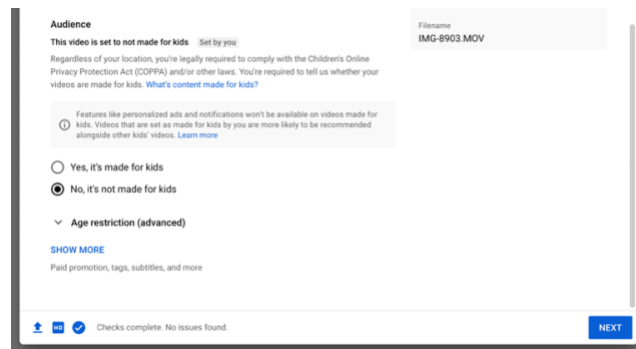 Audience
This video is set to not made for kids Set by you
Regardless of your location, you're legally required to comply with the Children's Online
Privacy Protection Act (COPPA) and/or other laws. You're required to tell us whether your
videos are made for kids. What's content made for kids?
Features like personalized ads and notifications won't be available on videos made for
kids. Videos that are set as made for kids by you are more likely to be recommended
alongside other kids' videos. Learn more
Yes, it's made for kids
No, it's not made for kids
Age restriction (advanced)
SHOW MORE
Paid promotion, tags, subtitles, and more
Filename
IMG-8903.MOV
HD Checks complete. No issues found.
NEXT